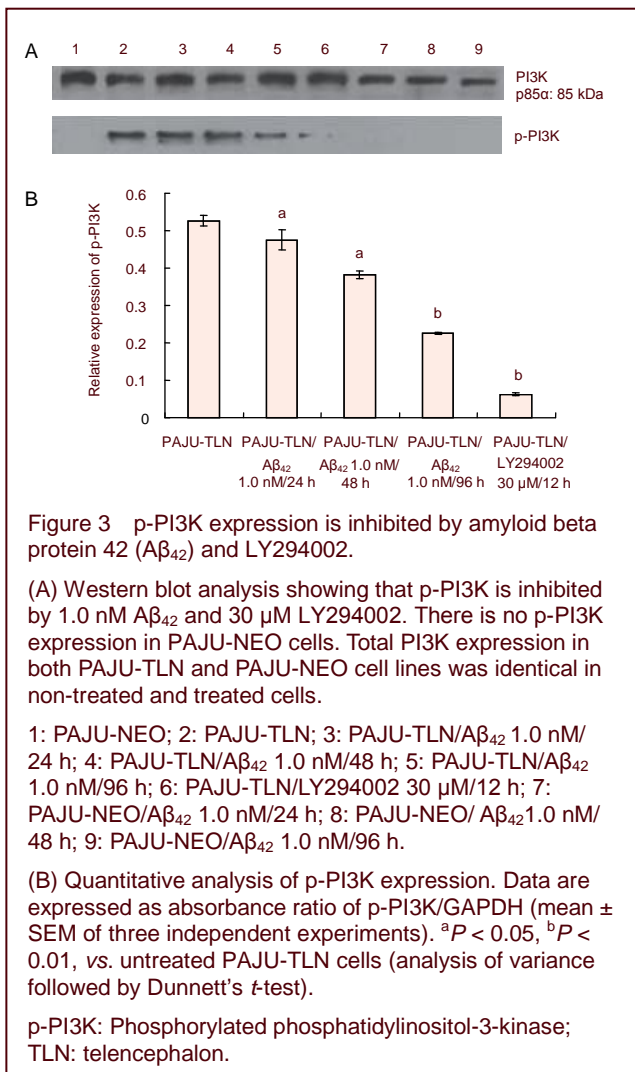 A 1 2 3 4 5 6 7 8 9
PI3K
p85α: 85 kDa
p-PI3K
B
Relative expression of p-PI3K
0.6
0.5
0.4
0.3
0.2
0.1
0
a
a
b
b
PAJU-TLN PAJU-TLN/ PAJU-TLN/ PAJU-TLN/ PAJU-TLN/
Aβ₄₂ Aβ₄₂ 1.0 nM/ Aβ₄₂ LY294002
1.0 nM/24 h 48 h 1.0 nM/96 h 30 μM/12 h
Figure 3 p-PI3K expression is inhibited by amyloid beta
protein 42 (Aβ₄₂) and LY294002.
(A) Western blot analysis showing that p-PI3K is inhibited
by 1.0 nM Aβ₄₂ and 30 μM LY294002. There is no p-PI3K
expression in PAJU-NEO cells. Total PI3K expression in
both PAJU-TLN and PAJU-NEO cell lines was identical in
non-treated and treated cells.
1: PAJU-NEO; 2: PAJU-TLN; 3: PAJU-TLN/Aβ₄₂ 1.0 nM/
24 h; 4: PAJU-TLN/Aβ₄₂ 1.0 nM/48 h; 5: PAJU-TLN/Aβ₄₂
1.0 nM/96 h; 6: PAJU-TLN/LY294002 30 μM/12 h; 7:
PAJU-NEO/Aβ₄₂ 1.0 nM/24 h; 8: PAJU-NEO/ Aβ₄₂1.0 nM/
48 h; 9: PAJU-NEO/Aβ₄₂ 1.0 nM/96 h.
(B) Quantitative analysis of p-PI3K expression. Data are
expressed as absorbance ratio of p-PI3K/GAPDH (mean ±
SEM of three independent experiments). ᵃP < 0.05, ᵇP <
0.01, vs. untreated PAJU-TLN cells (analysis of variance
followed by Dunnett's t-test).
p-PI3K: Phosphorylated phosphatidylinositol-3-kinase;
TLN: telencephalon.